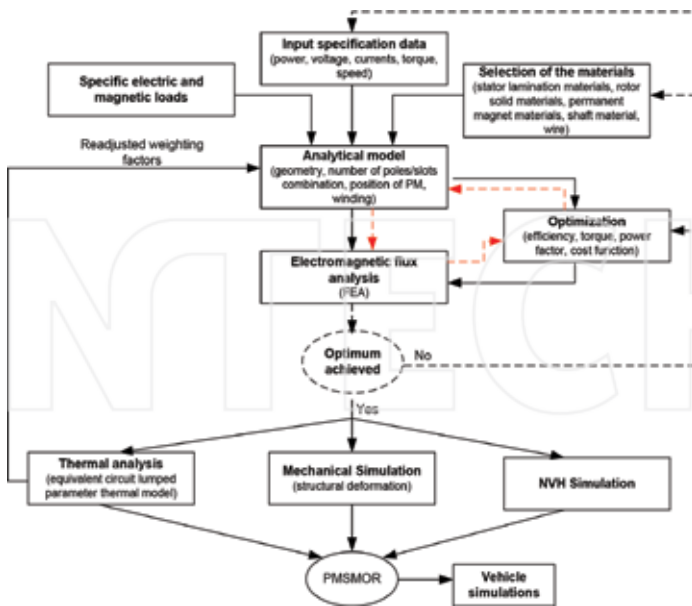 Input specification data
(power, voltage, currents, torque,
speed)
Specific electric and
magnetic loads
Selection of the materials
(stator lamination materials, rotor
solid materials, permanent
magnet materials, shaft material,
wire)
Readjusted weighting
factors
Analytical model
(geometry, number of poles/slots
combination, position of PM,
winding)
Optimization
(efficiency, torque, power
factor, cost function)
Electromagnetic flux
analysis
(FEA)
Optimum
achieved
No
Yes
Thermal analysis
(equivalent circuit lumped
parameter thermal model)
Mechanical Simulation
(structural deformation)
NVH Simulation
PMSMOR
Vehicle
simulations
NTECH